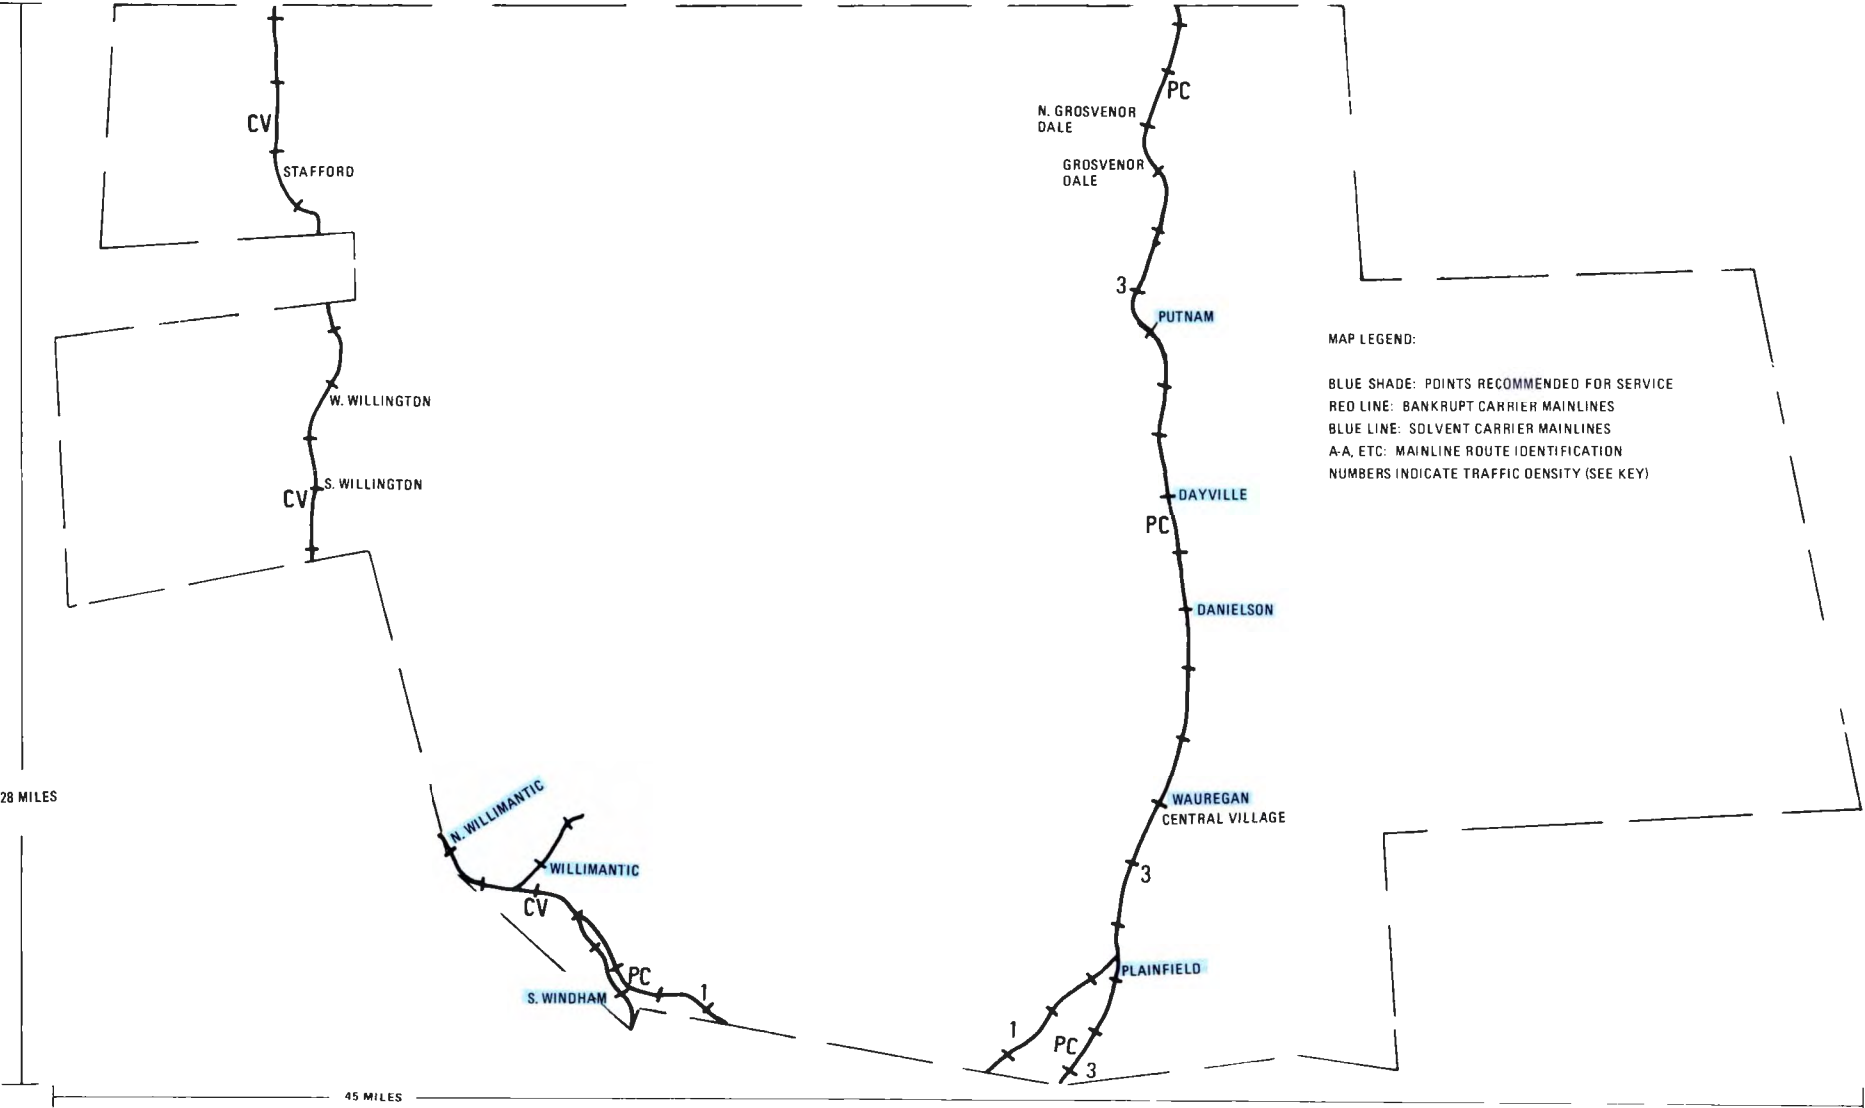 PC
N. GROSVENOR
DALE
CV
GROSVENOR
DALE
STAFFORD
3
PUTNAM
MAP LEGEND:
BLUE SHADE: POINTS RECOMMENDED FOR SERVICE
RED LINE: BANKRUPT CARRIER MAINLINES
BLUE LINE: SOLVENT CARRIER MAINLINES
A-A, ETC: MAINLINE ROUTE IDENTIFICATION
NUMBERS INDICATE TRAFFIC DENSITY (SEE KEY)
W. WILLINGTON
S. WILLINGTON
CV
DAYVILLE
PC
DANIELSON
28 MILES
N. WILLIMANTIC
WAUREGAN
CENTRAL VILLAGE
WILLIMANTIC
3
CV
PLAINFIELD
PC
S. WINDHAM
1
1
PC
3
45 MILES